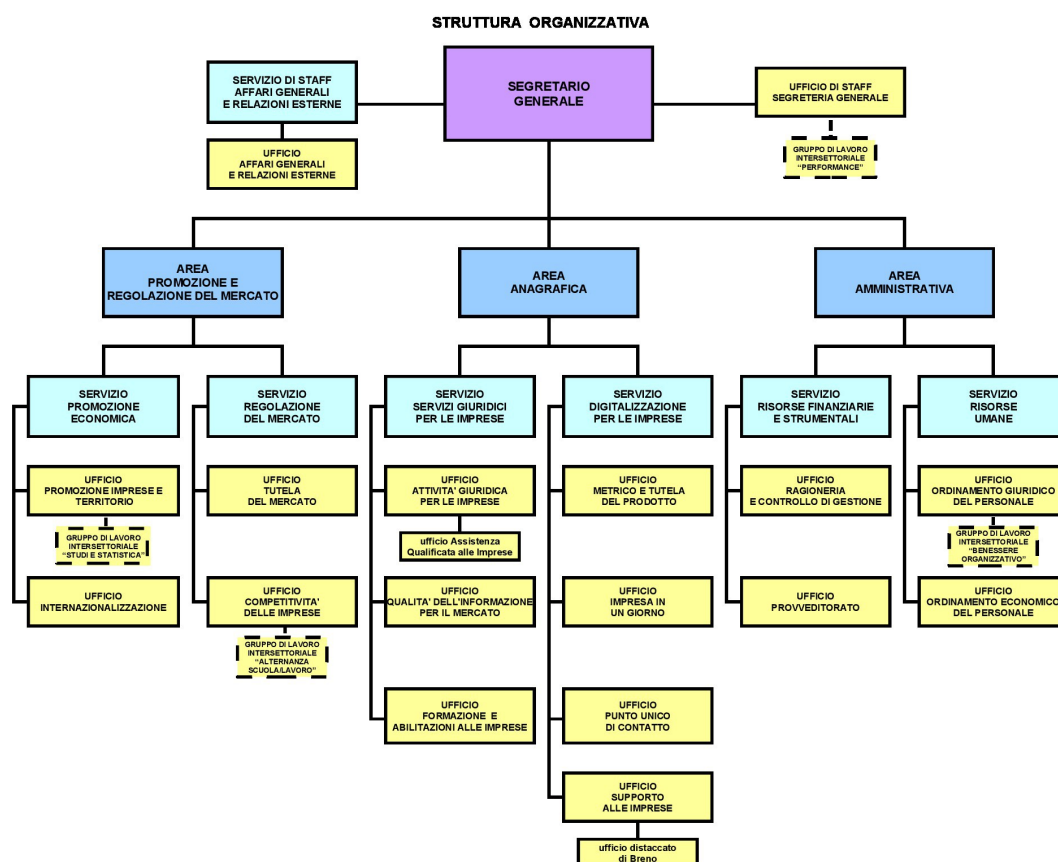 STRUTTURA ORGANIZZATIVA
SERVIZIO DI STAFF
AFFARI GENERALI
E RELAZIONI ESTERNE
SEGRETARIO
GENERALE
UFFICIO DI STAFF
SEGRETERIA GENERALE
UFFICIO
AFFARI GENERALI
E RELAZIONI ESTERNE
GRUPPO DI LAVORO
INTERSETTORIALE
"PERFORMANCE"
AREA
PROMOZIONE E
REGOLAZIONE DEL MERCATO
AREA
ANAGRAFICA
AREA
AMMINISTRATIVA
SERVIZIO
PROMOZIONE
ECONOMICA
SERVIZIO
REGOLAZIONE
DEL MERCATO
SERVIZIO
SERVIZI GIURIDICI
PER LE IMPRESE
SERVIZIO
DIGITALIZZAZIONE
PER LE IMPRESE
SERVIZIO
RISORSE FINANZIARIE
E STRUMENTALI
SERVIZIO
RISORSE
UMANE
UFFICIO
PROMOZIONE IMPRESE E
TERRITORIO
UFFICIO
TUTELA
DEL MERCATO
UFFICIO
ATTIVITA' GIURIDICA
PER LE IMPRESE
UFFICIO
METRICO E TUTELA
DEL PRODOTTO
UFFICIO
RAGIONERIA
E CONTROLLO DI GESTIONE
UFFICIO
ORDINAMENTO GIURIDICO
DEL PERSONALE
GRUPPO DI LAVORO
INTERSETTORIALE
"STUDI E STATISTICA"
ufficio Assistenza
Qualificata alle Imprese
GRUPPO DI LAVORO
INTERSETTORIALE
"BENESSERE
ORGANIZZATIVO"
UFFICIO
INTERNAZIONALIZZAZIONE
UFFICIO
COMPETITIVITA'
DELLE IMPRESE
UFFICIO
QUALITA' DELL'INFORMAZIONE
PER IL MERCATO
UFFICIO
IMPRESA IN
UN GIORNO
UFFICIO
PROVVEDITORATO
UFFICIO
ORDINAMENTO ECONOMICO
DEL PERSONALE
GRUPPO DI LAVORO
INTERSETTORIALE
"ALTERNANZA
SCUOLA/LAVORO"
UFFICIO
FORMAZIONE E
ABILITAZIONI ALLE IMPRESE
UFFICIO
PUNTO UNICO
DI CONTATTO
UFFICIO
SUPPORTO
ALLE IMPRESE
ufficio distaccato
di Breno